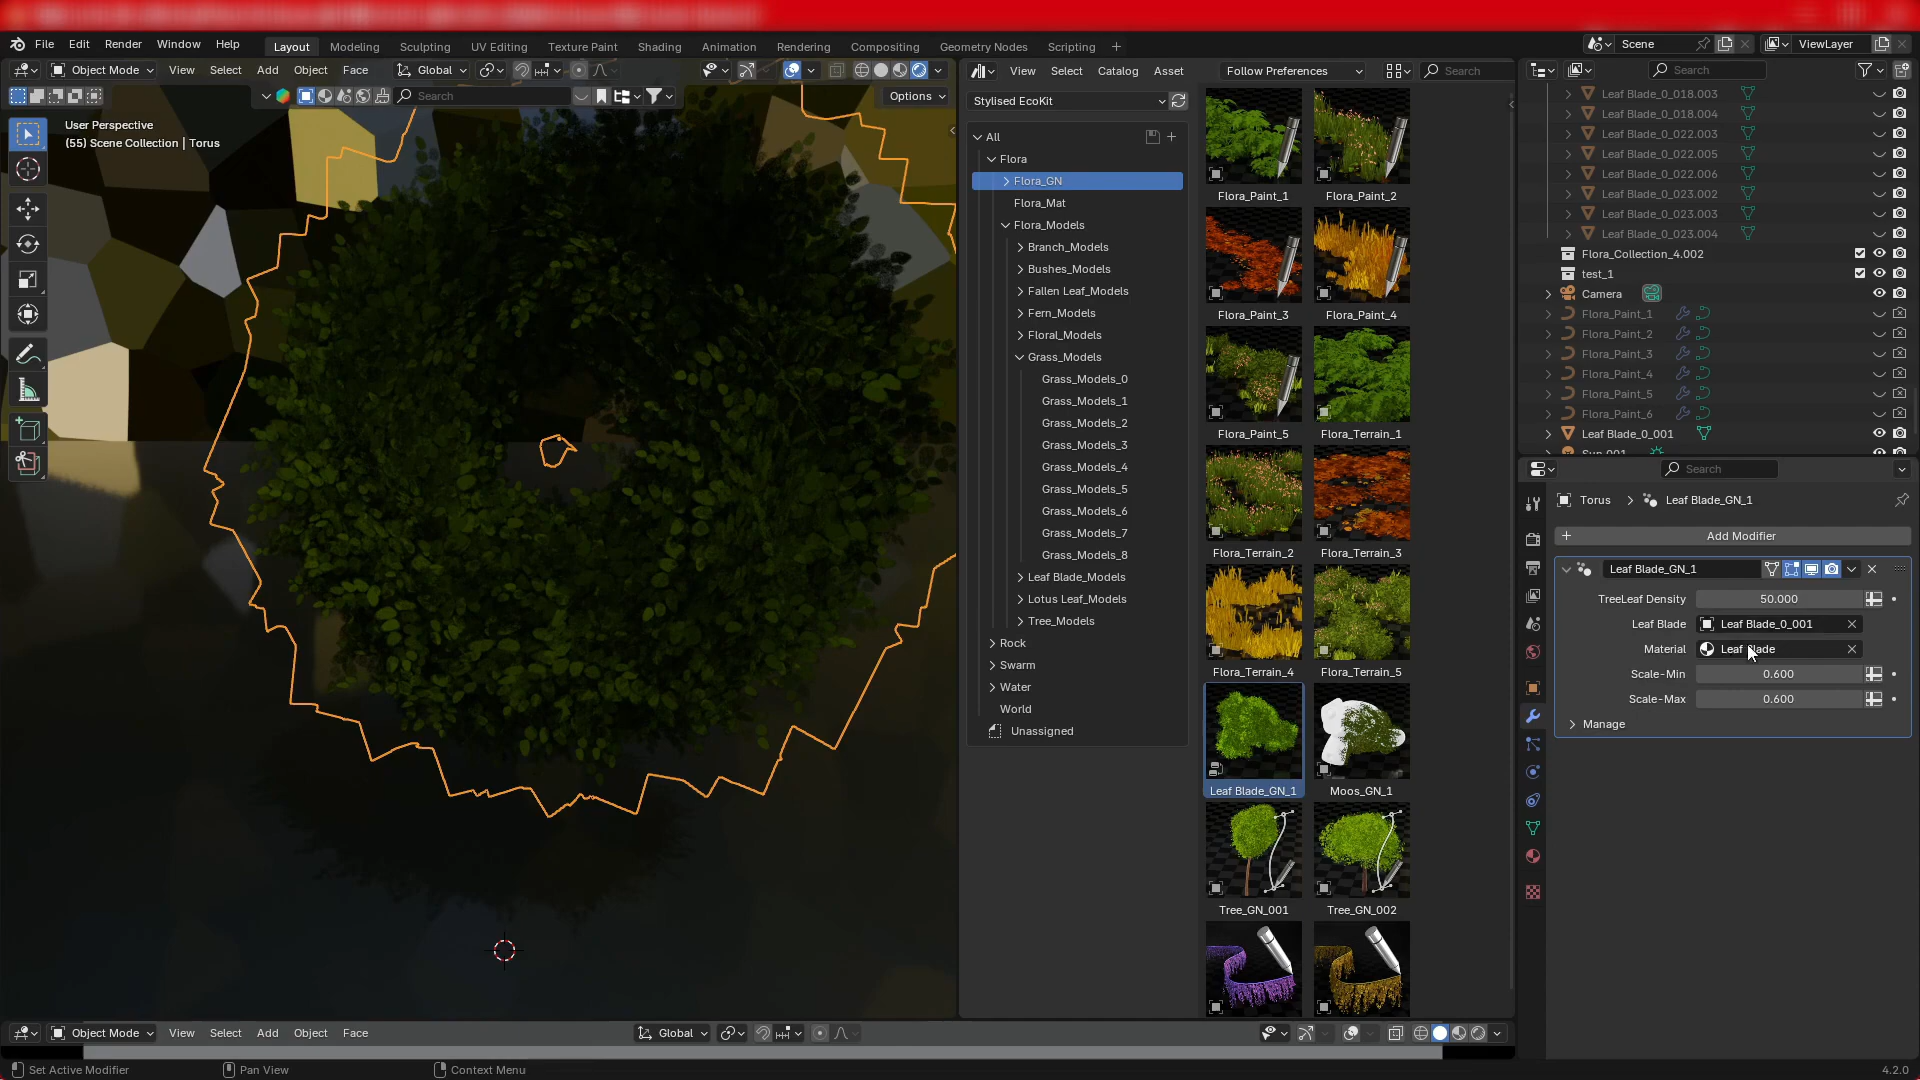 File Edit Render Window Help Layout Modeling Sculpting UV Editing Texture Paint Shading Animation Rendering Compositing Geometry Nodes Scripting Scene ViewLayer
Object Mode View Select Add Object Face Global
Search Options
User Perspective
(55) Scene Collection | Torus
View Select Catalog Asset Follow Preferences Search
Stylised EcoKit
All
Flora
Flora_GN
Flora_Mat
Flora_Models
Branch_Models
Bushes_Models
Fallen Leaf_Models
Fern_Models
Floral_Models
Grass_Models
Grass_Models_0
Grass_Models_1
Grass_Models_2
Grass_Models_3
Grass_Models_4
Grass_Models_5
Grass_Models_6
Grass_Models_7
Grass_Models_8
Leaf Blade_Models
Lotus Leaf_Models
Tree_Models
Rock
Swarm
Water
World
Unassigned
Flora_Paint_1 Flora_Paint_2
Flora_Paint_3 Flora_Paint_4
Flora_Paint_5 Flora_Terrain_1
Flora_Terrain_2 Flora_Terrain_3
Flora_Terrain_4 Flora_Terrain_5
Leaf Blade_GN_1 Moos_GN_1
Tree_GN_001 Tree_GN_002
Search
Leaf Blade_0_018.003
Leaf Blade_0_018.004
Leaf Blade_0_022.003
Leaf Blade_0_022.005
Leaf Blade_0_022.006
Leaf Blade_0_023.002
Leaf Blade_0_023.003
Leaf Blade_0_023.004
Flora_Collection_4.002
test_1
Camera
Flora_Paint_1
Flora_Paint_2
Flora_Paint_3
Flora_Paint_4
Flora_Paint_5
Flora_Paint_6
Leaf Blade_0_001
Sun.001
Search
Torus Leaf Blade_GN_1
Add Modifier
Leaf Blade_GN_1
TreeLeaf Density 50.000
Leaf Blade Leaf Blade_0_001
Material Leaf Blade
Scale-Min 0.600
Scale-Max 0.600
Manage
Object Mode View Select Add Object Face Global
Set Active Modifier Pan View Context Menu 4.2.0